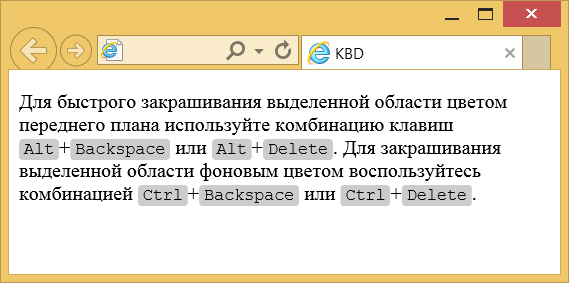 KBD
Для быстрого закрашивания выделенной области цветом
переднего плана используйте комбинацию клавиш
Alt+Backspace или Alt+Delete. Для закрашивания
выделенной области фоновым цветом воспользуйтесь
комбинацией Ctrl+Backspace или Ctrl+Delete.